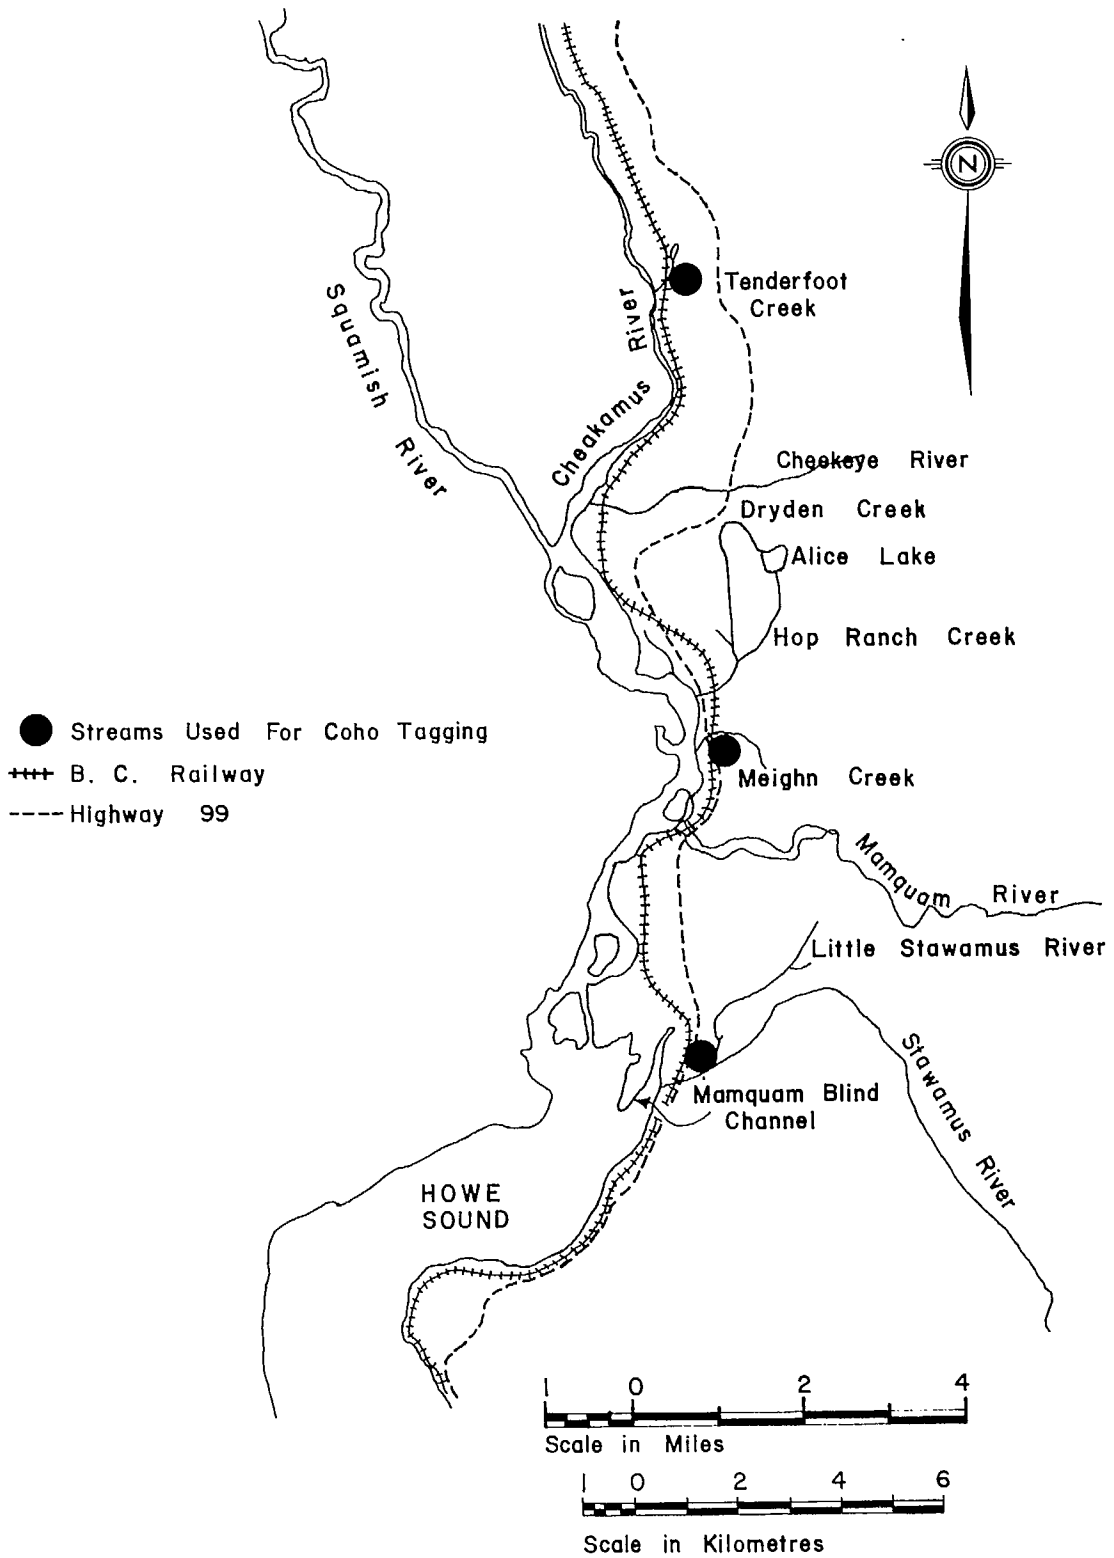 N
Tenderfoot
Creek
Squamish River
Cheakamus River
Cheekeye River
Dryden Creek
Alice Lake
Hop Ranch Creek
Streams Used For Coho Tagging
B. C. Railway
Highway 99
Meighn Creek
Mamquam River
Little Stawamus River
Stawamus River
Mamquam Blind
Channel
HOWE
SOUND
1 0 2 4
Scale in Miles
1 0 2 4 6
Scale in Kilometres